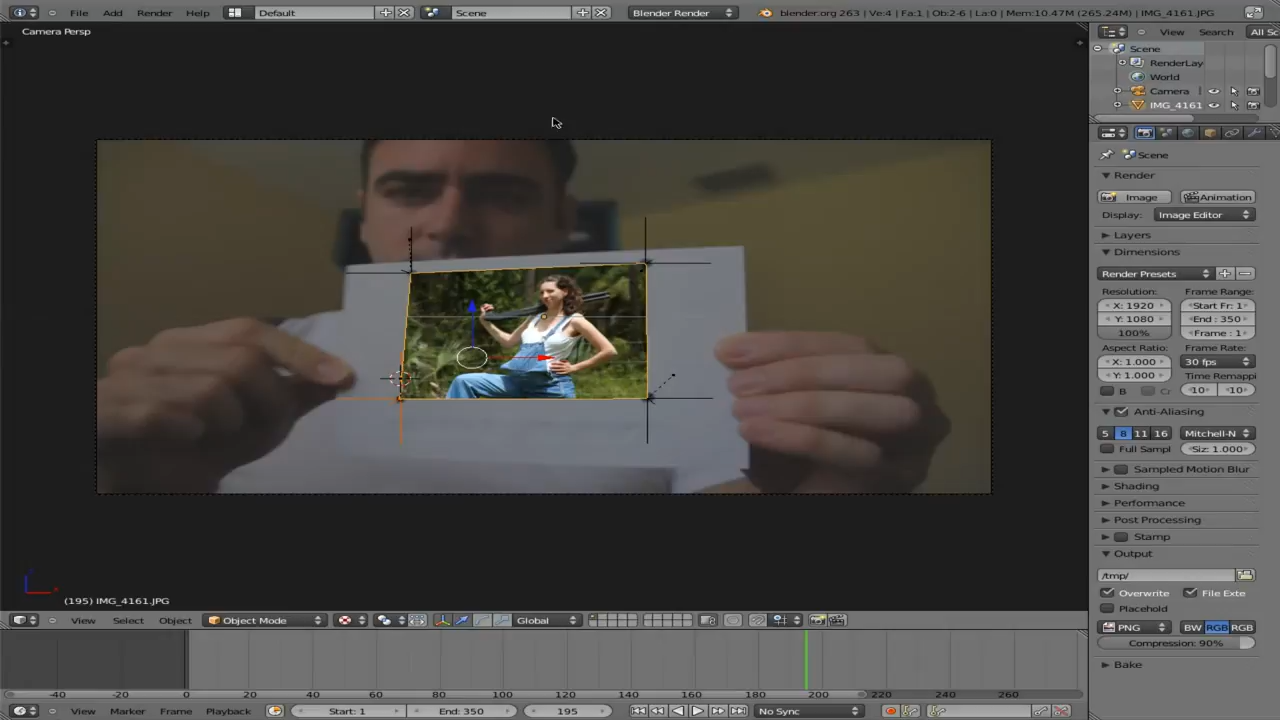 File Add Render Help Default Scene Blender Render blender.org 263 | Ve:4 | Fa:1 | Ob:2-6 | La:0 | Mem:10.47M (265.24M) | IMG_4161.JPG
Camera Persp
View Search All Sc
Scene
RenderLay
World
Camera
IMG_4161
Scene
Render
Image Animation
Display: Image Editor
Layers
Dimensions
Render Presets
Resolution: Frame Range:
X: 1920 Start Fr: 1
Y: 1080 End : 350
100% Frame : 1
Aspect Ratio: Frame Rate:
X: 1.000 30 fps
Y: 1.000 Time Remappi
B Cr 10 10
Anti-Aliasing
5 8 11 16 Mitchell-N
Full Sampl Siz: 1.000
Sampled Motion Blur
Shading
Performance
Post Processing
Stamp
Output
/tmp/
Overwrite File Exte
Placehold
PNG BW RGB RGB
Compression: 90%
Bake
(195) IMG_4161.JPG
View Select Object Object Mode Global
-40 -20 0 20 40 60 80 100 120 140 160 180 200 220 240 260
View Marker Frame Playback Start: 1 End: 350 195 No Sync